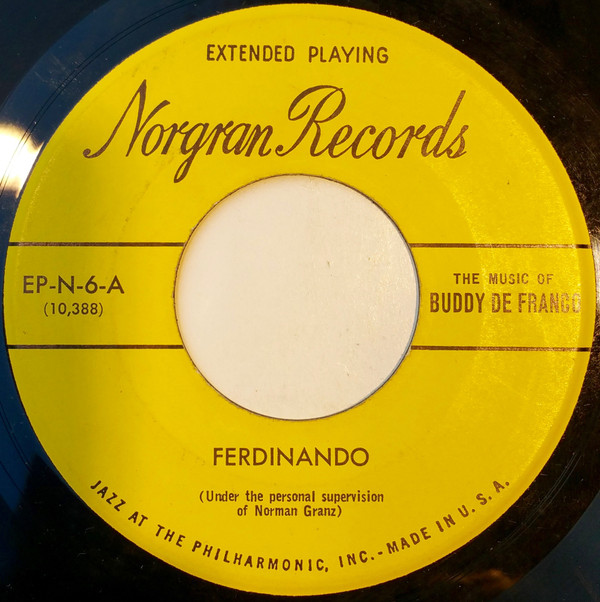 EXTENDED PLAYING
Norgran Records
EP-N-6-A
(10,388)
THE MUSIC OF
BUDDY DE FRANCO
FERDINANDO
(Under the personal supervision
of Norman Granz)
JAZZ AT THE PHILHARMONIC, INC.-MADE IN U. S. A.